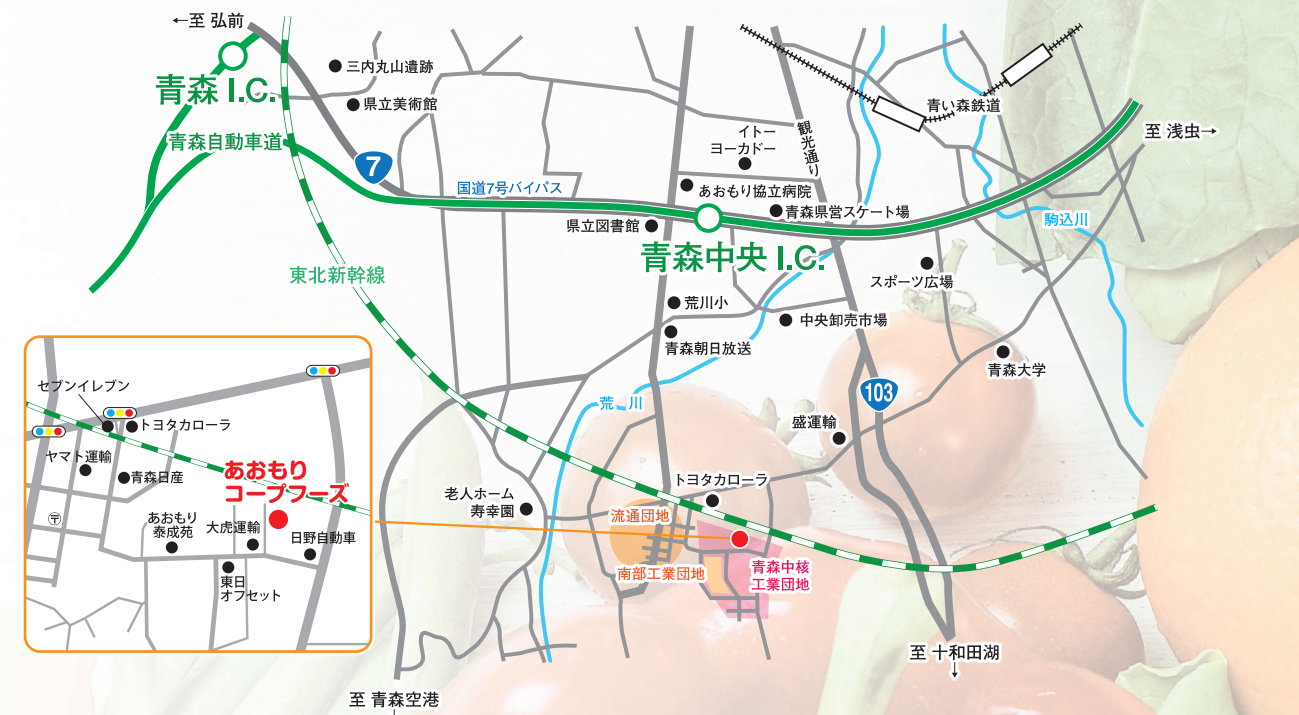 ←至 弘前
青森 I.C.
三内丸山遺跡
県立美術館
青森自動車道
7
国道7号バイパス
青い森鉄道
至 浅虫→
イトー
ヨーカドー
観光通り
あおもり協立病院
青森県営スケート場
県立図書館
青森中央 I.C.
駒込川
東北新幹線
スポーツ広場
荒川小
中央卸売市場
青森朝日放送
青森大学
103
荒 川
盛運輸
トヨタカローラ
老人ホーム
寿幸園
流通団地
南部工業団地
青森中核
工業団地
至 十和田湖
↓
至 青森空港
セブンイレブン
トヨタカローラ
ヤマト運輸
青森日産
あおもり
コープフーズ
〒
あおもり
泰成苑
大虎運輸
日野自動車
東日
オフセット